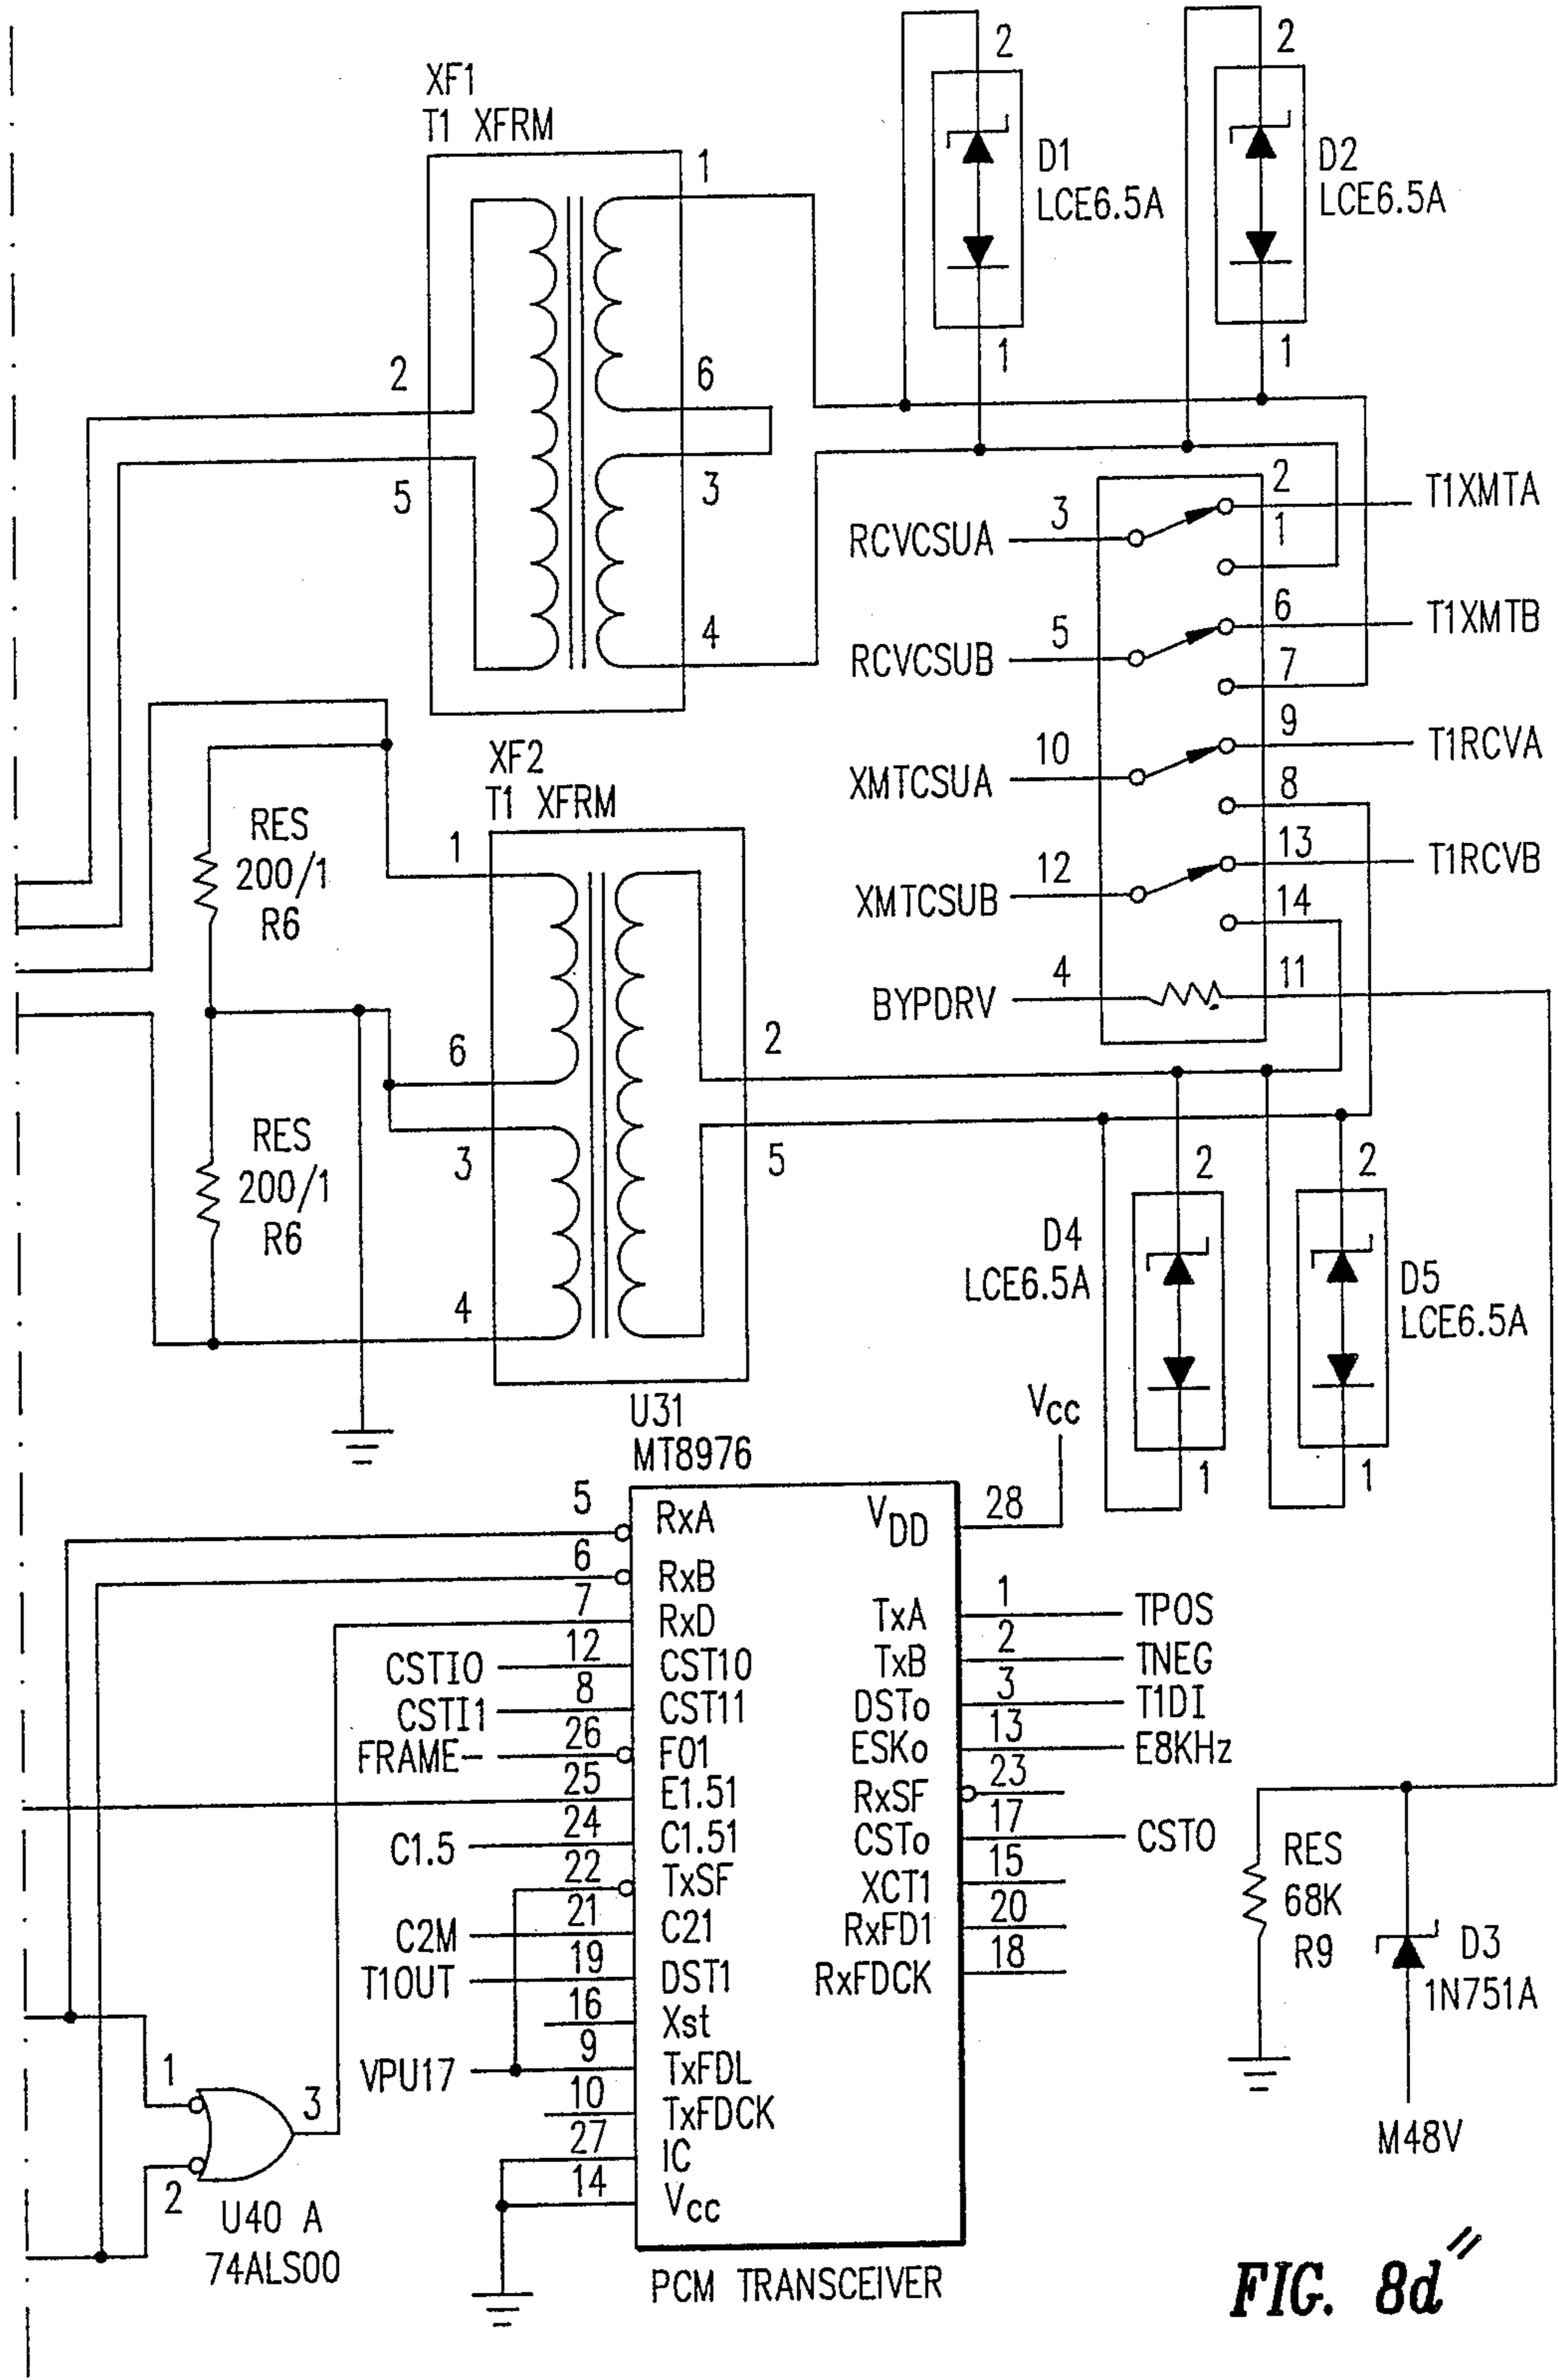 XF1
T1 XFRM
2
5
1
6
3
4
2
D1
LCE6.5A
1
2
D2
LCE6.5A
1
RCVCSUA 3
2 T1XMTA
1
RCVCSUB 5
6 T1XMTB
7
XMTCSUA 10
9 T1RCVA
8
XMTCSUB 12
13 T1RCVB
14
BYPDRV 4
11
RES
200/1
R6
RES
200/1
R6
XF2
T1 XFRM
1
6
3
4
2
5
2
D4
LCE6.5A
1
2
D5
LCE6.5A
1
U31
MT8976
5 RxA
6 RxB
7 RxD
CSTI0 12 CST10
CSTI1 8 CST11
FRAME- 26 F01
25 E1.51
C1.5 24 C1.51
22 TxSF
C2M 21 C21
T1OUT 19 DST1
16 Xst
VPU17 9 TxFDL
10 TxFDCK
27 IC
14 Vcc
Vcc
VDD 28
TxA 1 TPOS
TxB 2 TNEG
DSTo 3 T1DI
ESKo 13 E8KHz
RxSF 23
CSTo 17 CSTO
XCT1 15
RxFD1 20
RxFDCK 18
PCM TRANSCEIVER
1
2
3
U40 A
74ALS00
RES
68K
R9
D3
1N751A
M48V
FIG. 8d"